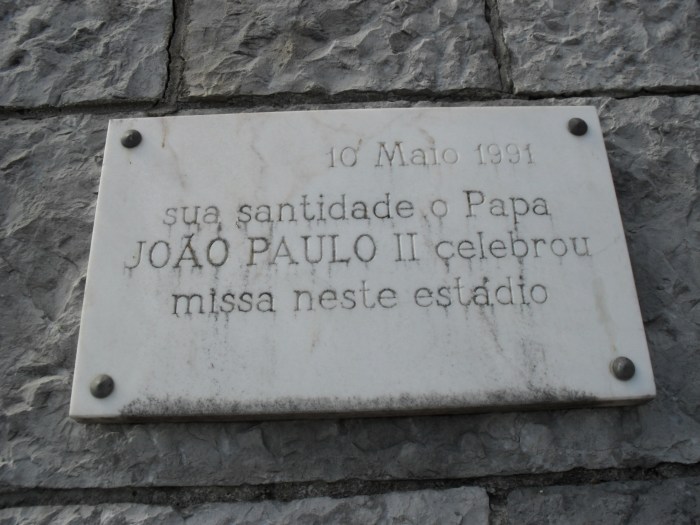 10 Maio 1991
sua santidade o Papa
JOÃO PAULO II celebrou
missa neste estádio